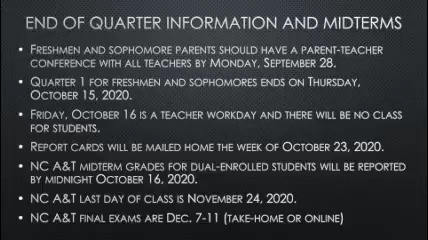 END OF QUARTER INFORMATION AND MIDTERMS
• FRESHMEN AND SOPHOMORE PARENTS SHOULD HAVE A PARENT-TEACHER
CONFERENCE WITH ALL TEACHERS BY MONDAY, SEPTEMBER 28.
• QUARTER 1 FOR FRESHMEN AND SOPHOMORES ENDS ON THURSDAY,
OCTOBER 15, 2020.
• FRIDAY, OCTOBER 16 IS A TEACHER WORKDAY AND THERE WILL BE NO CLASS
FOR STUDENTS.
• REPORT CARDS WILL BE MAILED HOME THE WEEK OF OCTOBER 23, 2020.
• NC A&T MIDTERM GRADES FOR DUAL-ENROLLED STUDENTS WILL BE REPORTED
BY MIDNIGHT OCTOBER 16, 2020.
• NC A&T LAST DAY OF CLASS IS NOVEMBER 24, 2020.
• NC A&T FINAL EXAMS ARE DEC. 7-11 (TAKE-HOME OR ONLINE)